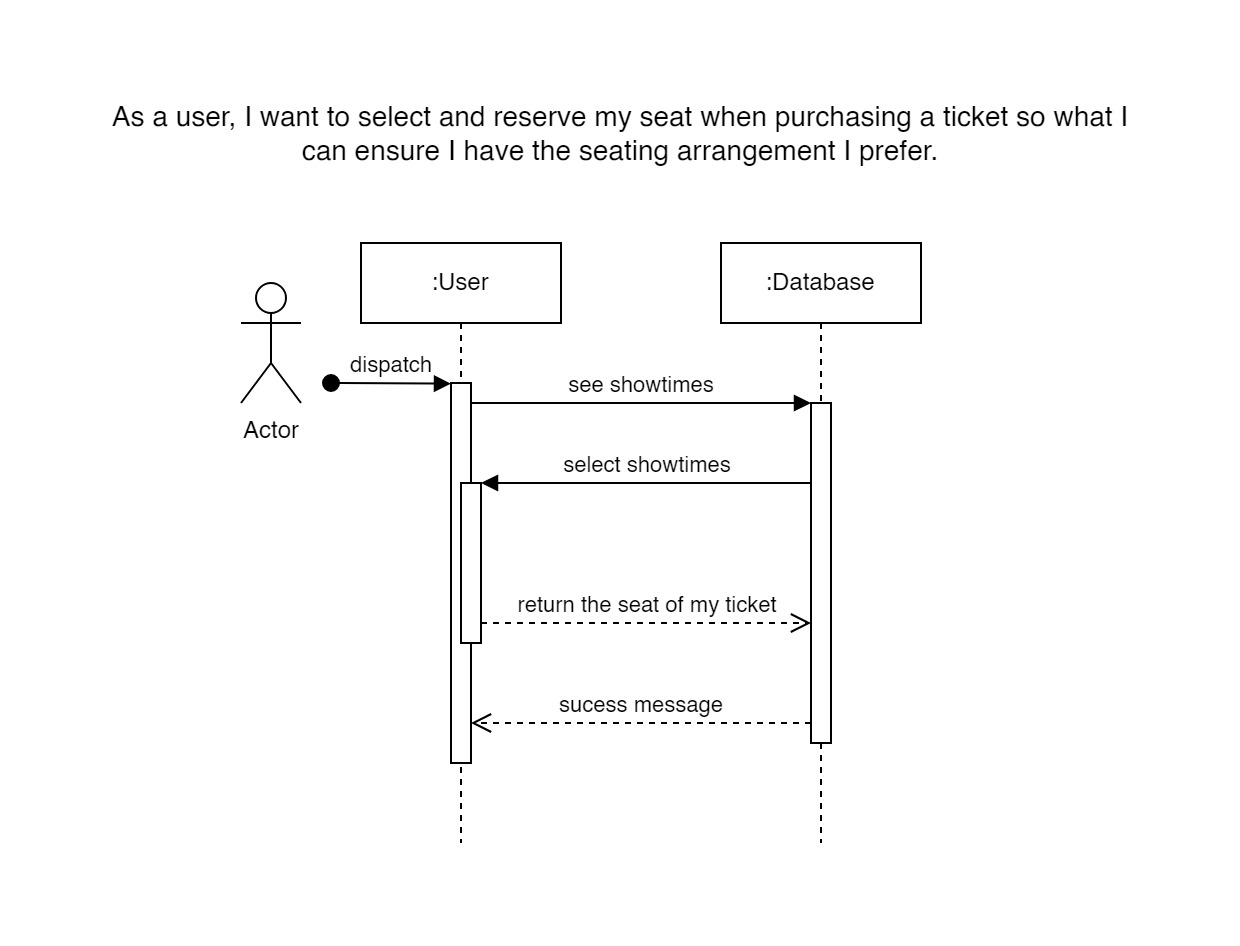 As a user, I want to select and reserve my seat when purchasing a ticket so what I
can ensure I have the seating arrangement I prefer.
:User
:Database
dispatch
see showtimes
Actor
select showtimes
return the seat of my ticket
sucess message